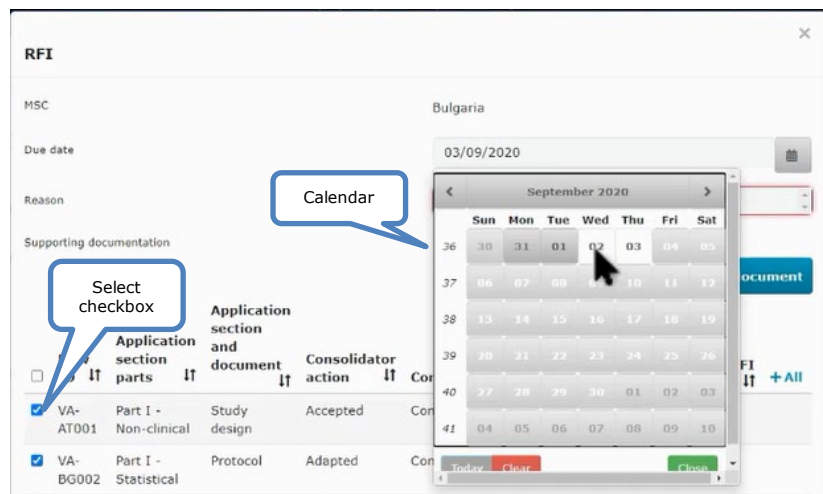 ×
RFI
MSC Bulgaria
Due date 03/09/2020
Reason
Calendar
Supporting documentation
September 2020
Sun Mon Tue Wed Thu Fri Sat
36 30 31 01 02 03 04 05
37 06 07 08 10 11 12
38 13 14 15 16 17 18 19
39 20 21 22 23 24 25 26
40 27 28 29 30 01 02 03
41 04 05 06 07 08 09 10
Today Clear Close
ocument
Select
checkbox
Application section parts
Application section and document
Consolidator action
Con
FI
+All
VA-AT001 Part I - Non-clinical Study design Accepted Con
VA-BG002 Part I - Statistical Protocol Adapted Con